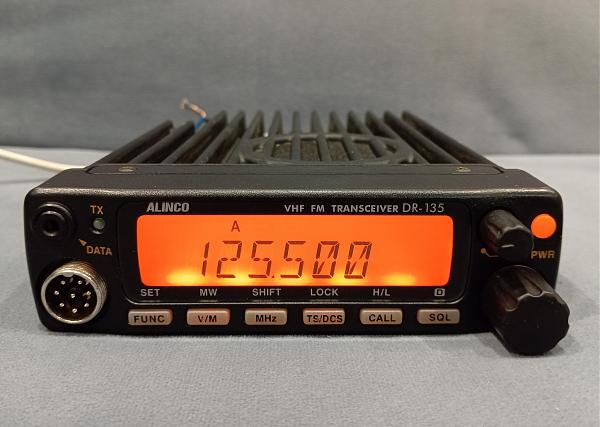 ALINCO VHF FM TRANSCEIVER DR-135
TX
DATA
A
125.500
PWR
SET MW SHIFT LOCK H/L D
FUNC V/M MHz TS/DCS CALL SQL